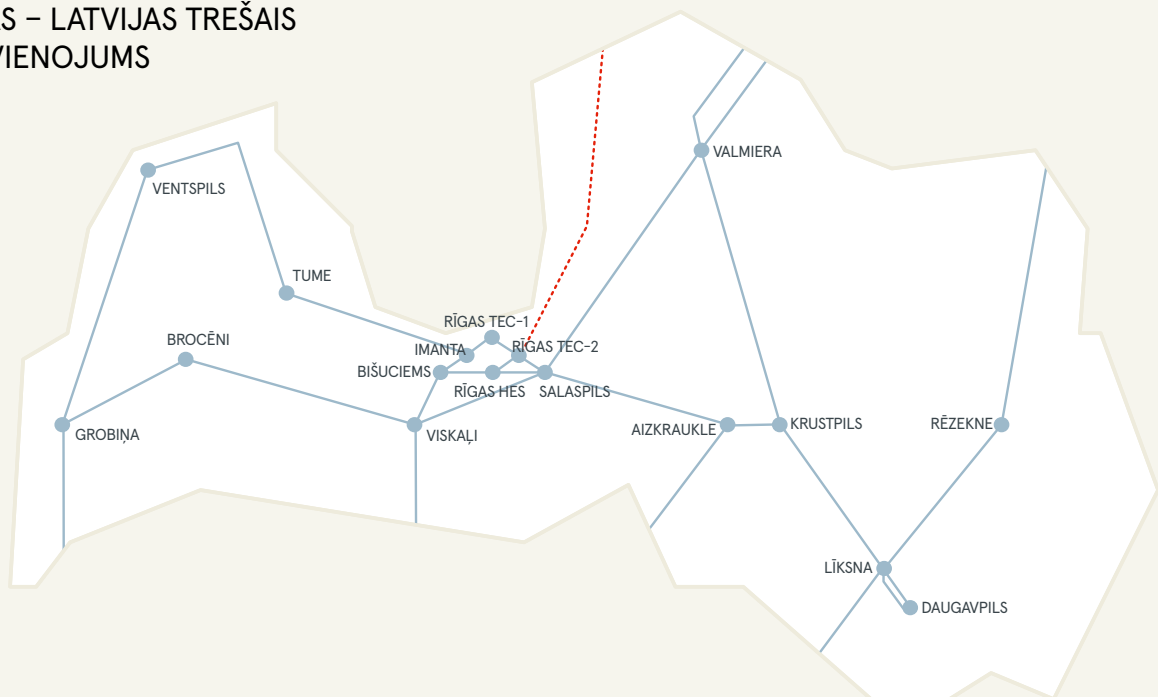 S – LATVIJAS TREŠAIS
VIENOJUMS
VALMIERA
VENTSPILS
TUME
RĪGAS TEC-1
BROCĒNI
IMANTA
RĪGAS TEC-2
BIŠUCIEMS
RĪGAS HES
SALASPILS
GROBIŅA
VISKAĻI
AIZKRAUKLE
KRUSTPILS
RĒZEKNE
LĪKSNA
DAUGAVPILS